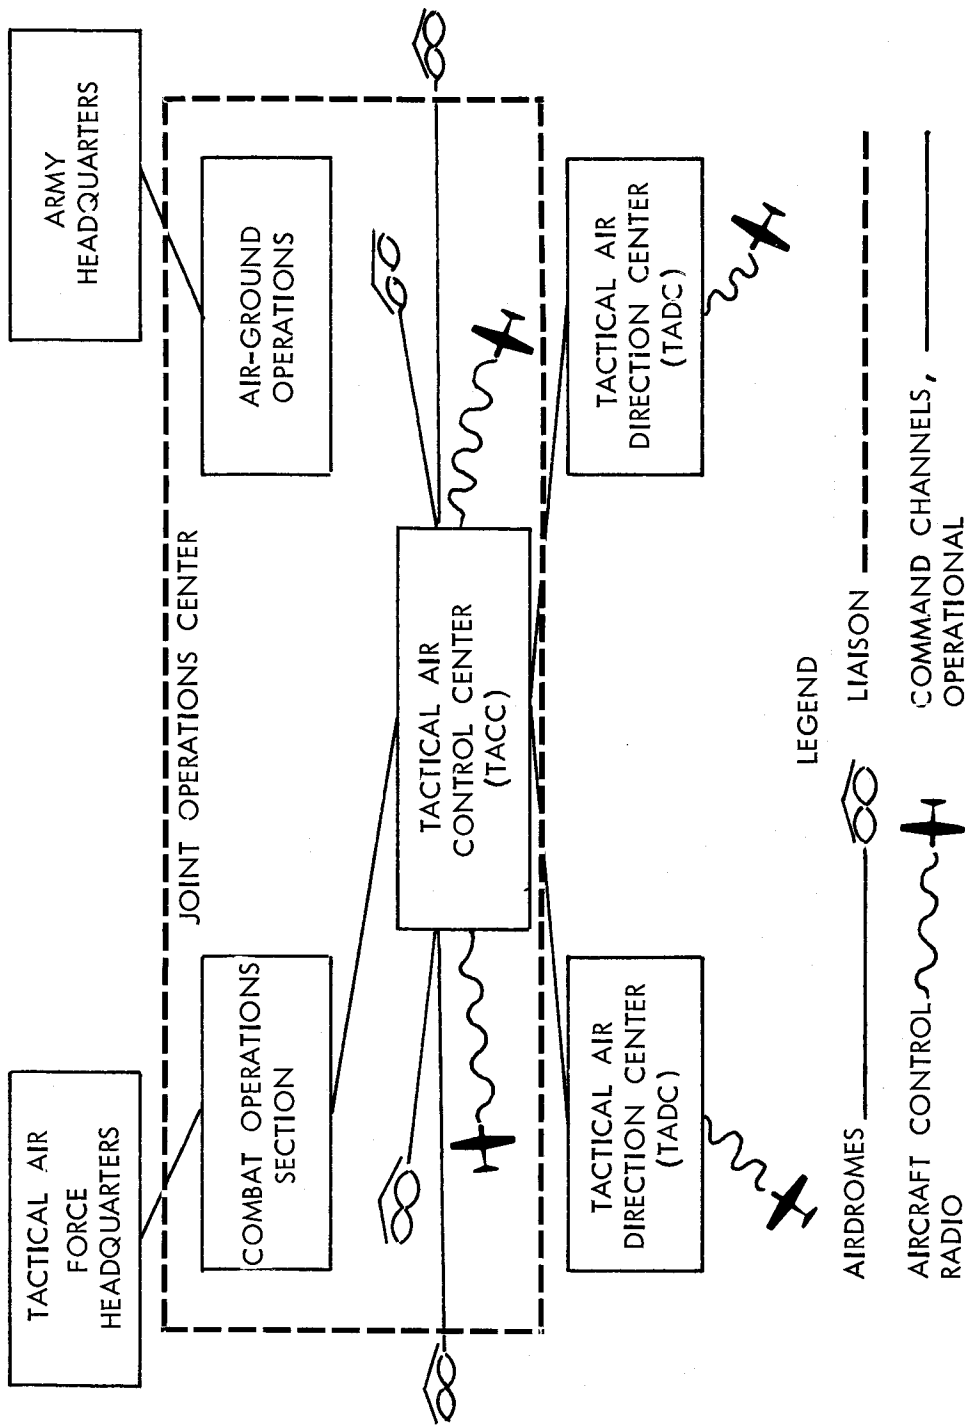 TACTICAL AIR
FORCE
HEADQUARTERS
ARMY
HEADQUARTERS
JOINT OPERATIONS CENTER
COMBAT OPERATIONS
SECTION
AIR-GROUND
OPERATIONS
TACTICAL AIR
CONTROL CENTER
(TACC)
TACTICAL AIR
DIRECTION CENTER
(TADC)
TACTICAL AIR
DIRECTION CENTER
(TADC)
LEGEND
AIRDROMES
LIAISON
AIRCRAFT CONTROL
RADIO
COMMAND CHANNELS,
OPERATIONAL